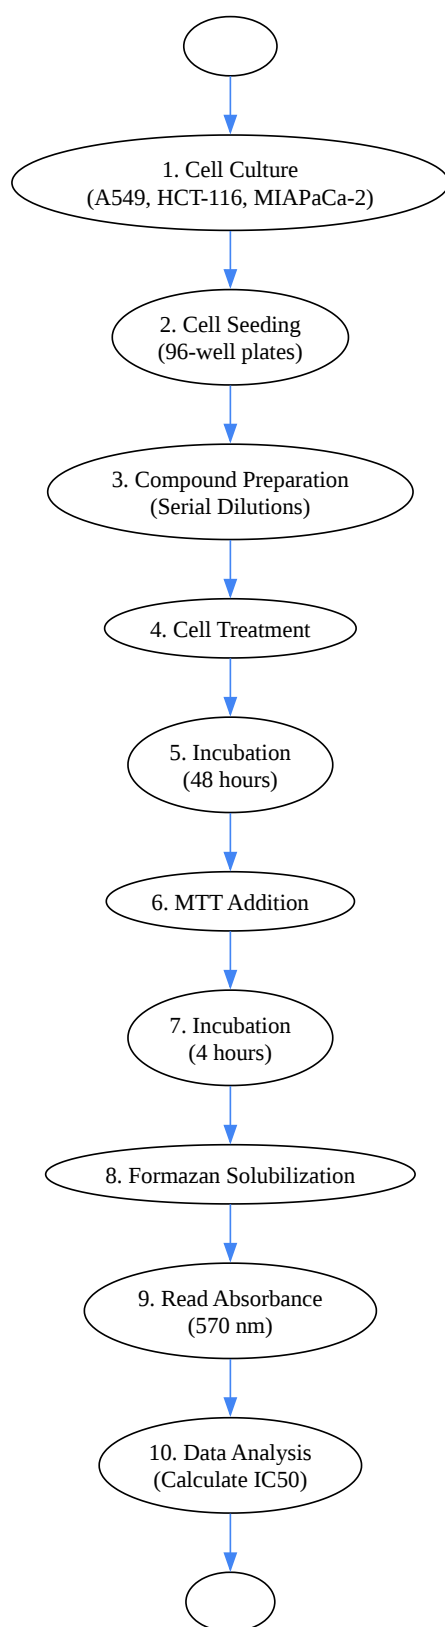 1. Cell Culture
(A549, HCT-116, MIAPaCa-2)
2. Cell Seeding
(96-well plates)
3. Compound Preparation
(Serial Dilutions)
4. Cell Treatment
5. Incubation
(48 hours)
6. MTT Addition
7. Incubation
(4 hours)
8. Formazan Solubilization
9. Read Absorbance
(570 nm)
10. Data Analysis
(Calculate IC50)